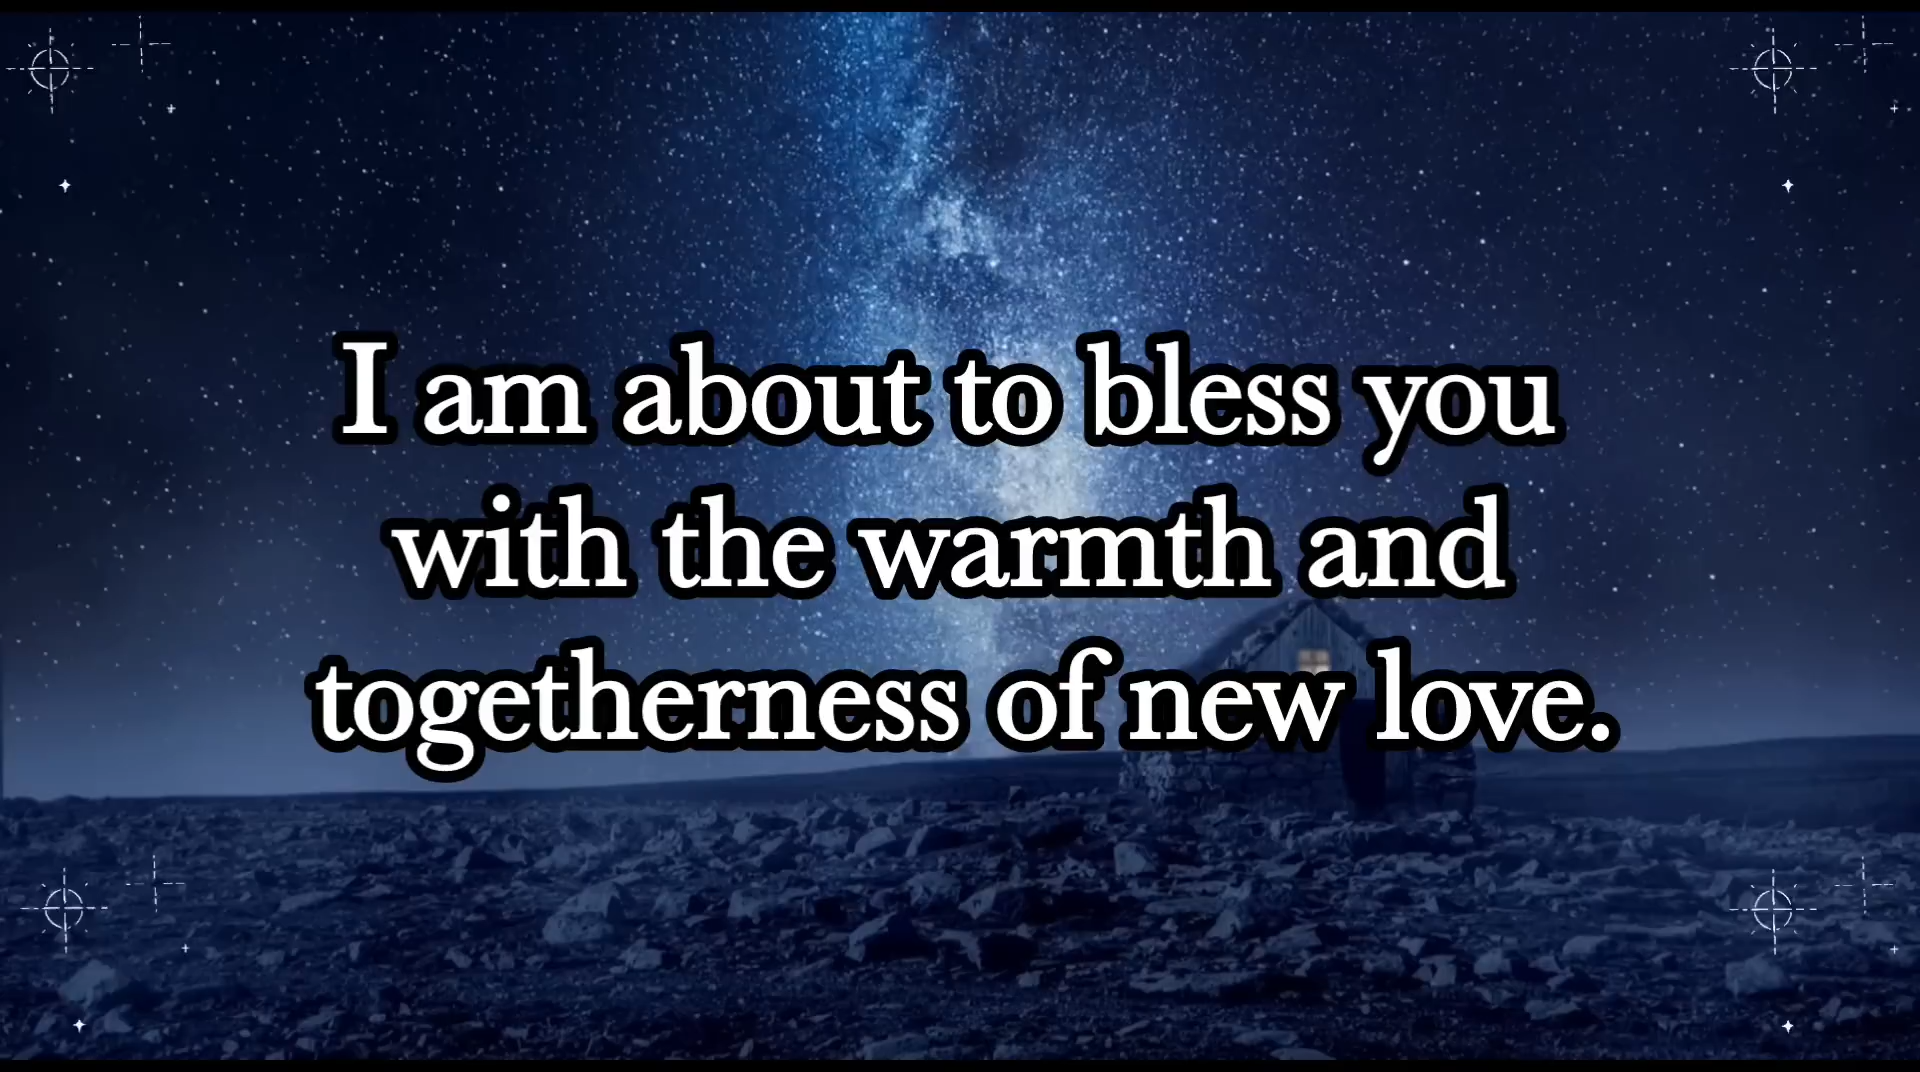 I am about to bless you
with the warmth and
togetherness of new love.